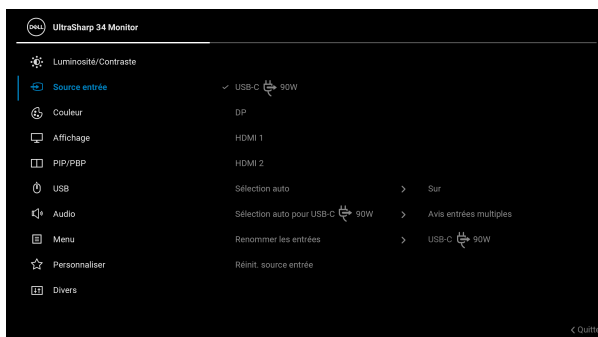 DELL UltraSharp 34 Monitor
Luminosité/Contraste
Source entrée USB-C 90W
Couleur DP
Affichage HDMI 1
PIP/PBP HDMI 2
USB Sélection auto > Sur
Audio Sélection auto pour USB-C 90W > Avis entrées multiples
Menu Renommer les entrées > USB-C 90W
Personnaliser Réinit. source entrée
Divers
< Quitte